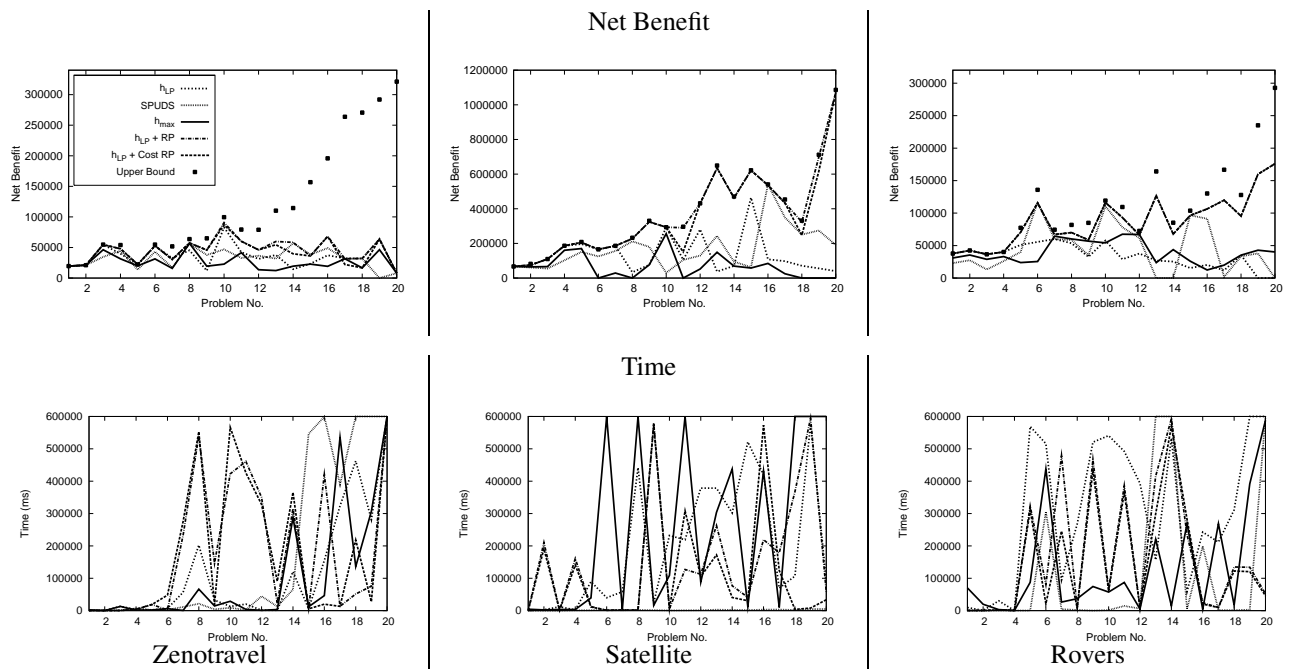 Net Benefit
Net Benefit
300000
250000
200000
150000
100000
50000
0
2 4 6 8 10 12 14 16 18 20
Problem No.
hLP
SPUDS
hmax
hLP + RP
hLP + Cost RP
Upper Bound
Net Benefit
1200000
1000000
800000
600000
400000
200000
0
2 4 6 8 10 12 14 16 18 20
Problem No.
Net Benefit
300000
250000
200000
150000
100000
50000
0
2 4 6 8 10 12 14 16 18 20
Problem No.
Time
Time (ms)
600000
500000
400000
300000
200000
100000
0
2 4 6 8 10 12 14 16 18 20
Problem No.
Zenotravel
Time (ms)
600000
500000
400000
300000
200000
100000
0
2 4 6 8 10 12 14 16 18 20
Problem No.
Satellite
Time (ms)
600000
500000
400000
300000
200000
100000
0
2 4 6 8 10 12 14 16 18 20
Problem No.
Rovers